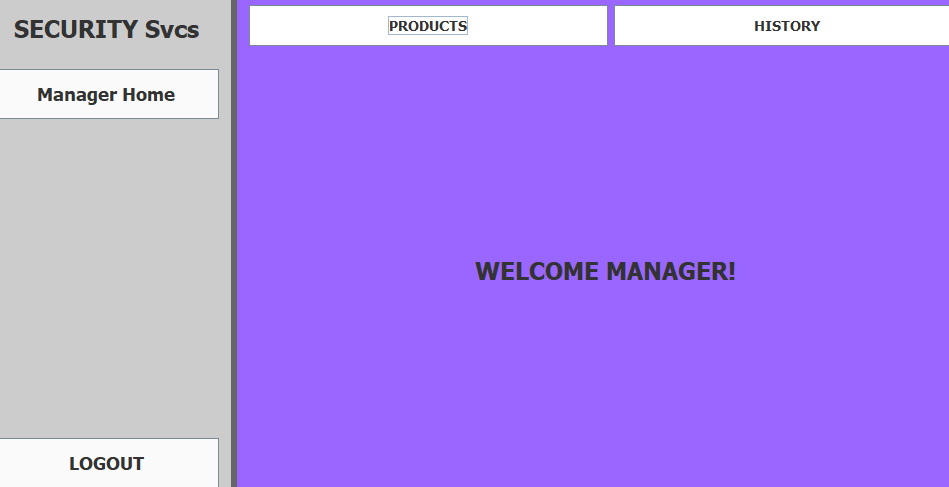 SECURITY Svcs
Manager Home
LOGOUT
PRODUCTS
HISTORY
WELCOME MANAGER!